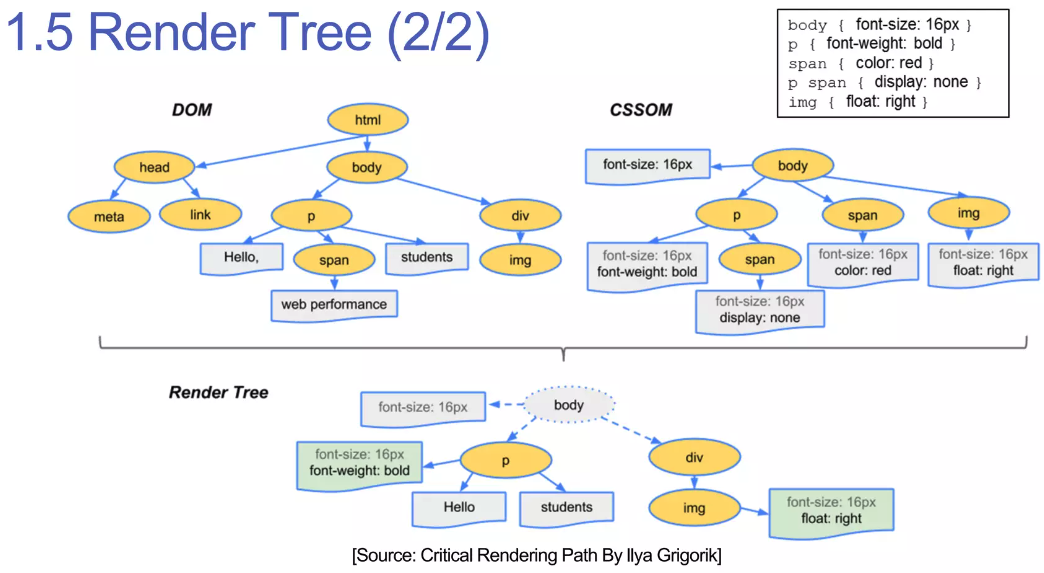 1.5 Render Tree (2/2)
body { font-size: 16px }
p { font-weight: bold }
span { color: red }
p span { display: none }
img { float: right }
DOM
html
head
body
meta
link
p
div
Hello,
span
students
img
web performance
CSSOM
font-size: 16px
body
p
span
img
font-size: 16px
font-weight: bold
span
font-size: 16px
color: red
font-size: 16px
float: right
font-size: 16px
display: none
Render Tree
font-size: 16px
body
font-size: 16px
font-weight: bold
p
div
Hello
students
img
font-size: 16px
float: right
[Source: Critical Rendering Path By Ilya Grigorik]